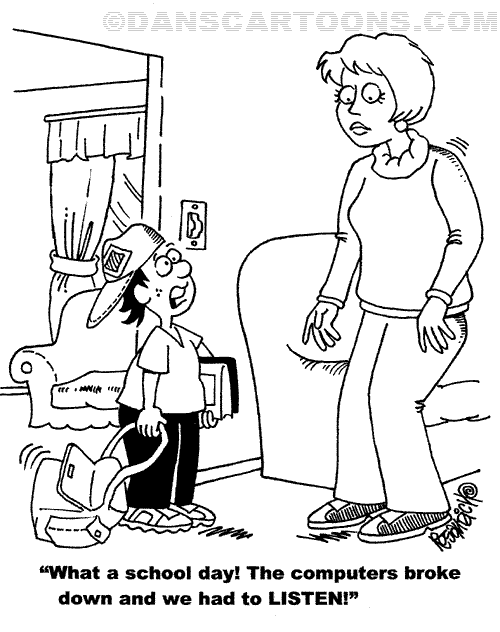 ©DANSCARTOONS.COM
"What a school day! The computers broke
down and we had to LISTEN!"